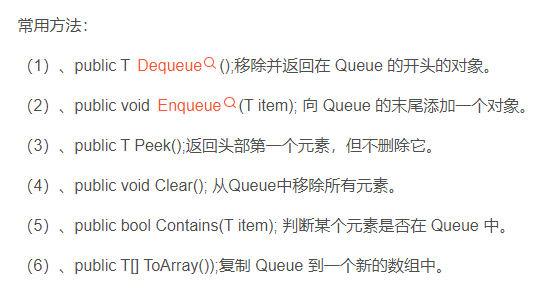 常用方法：
（1）、public T Dequeue();移除并返回在 Queue 的开头的对象。
（2）、public void Enqueue(T item); 向 Queue 的末尾添加一个对象。
（3）、public T Peek();返回头部第一个元素，但不删除它。
（4）、public void Clear(); 从Queue中移除所有元素。
（5）、public bool Contains(T item); 判断某个元素是否在 Queue 中。
（6）、public T[] ToArray());复制 Queue 到一个新的数组中。